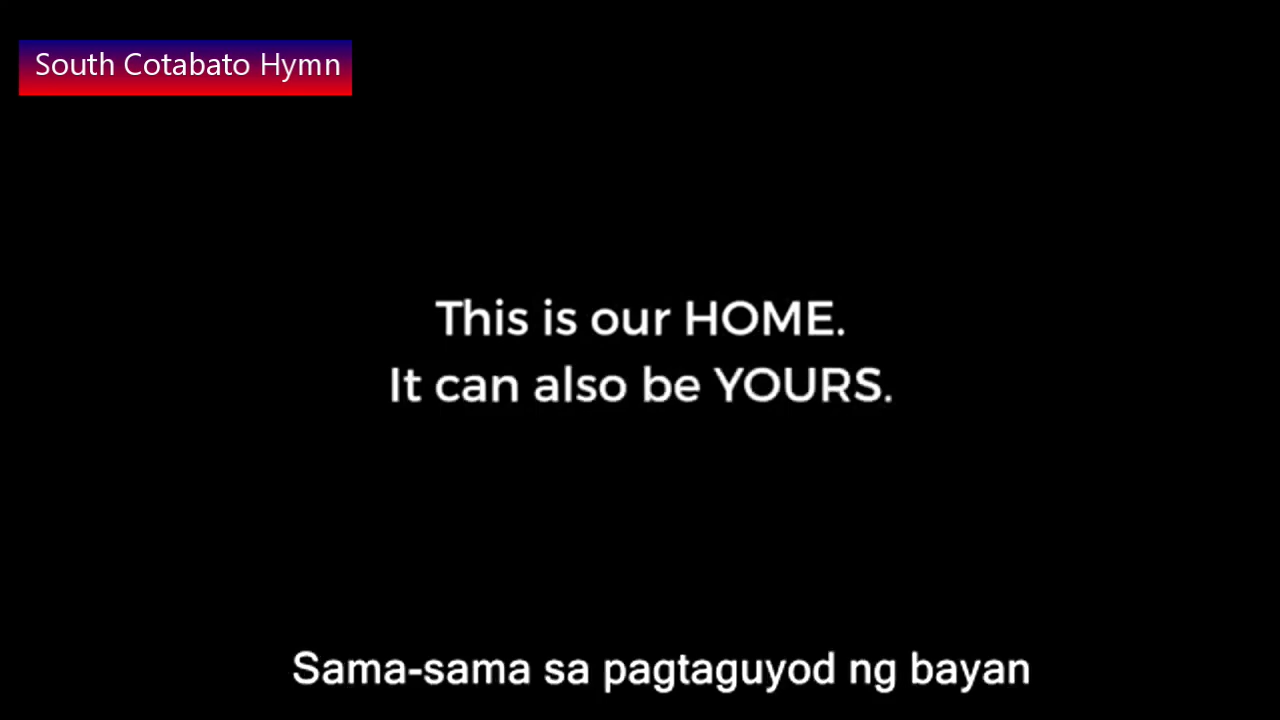 South Cotabato Hymn
This is our HOME.
It can also be YOURS.
Sama-sama sa pagtaguyod ng bayan